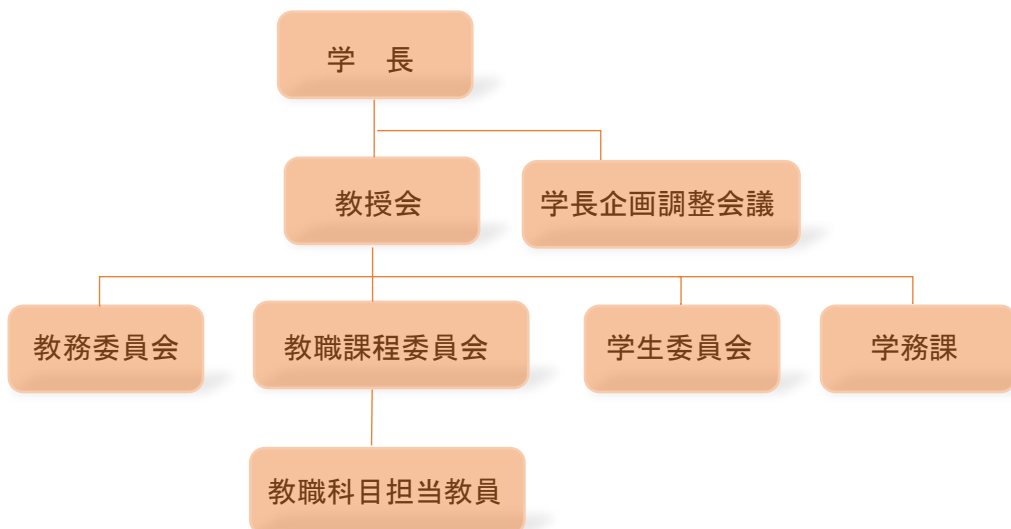 学　長
教授会
学長企画調整会議
教務委員会
教職課程委員会
学生委員会
学務課
教職科目担当教員